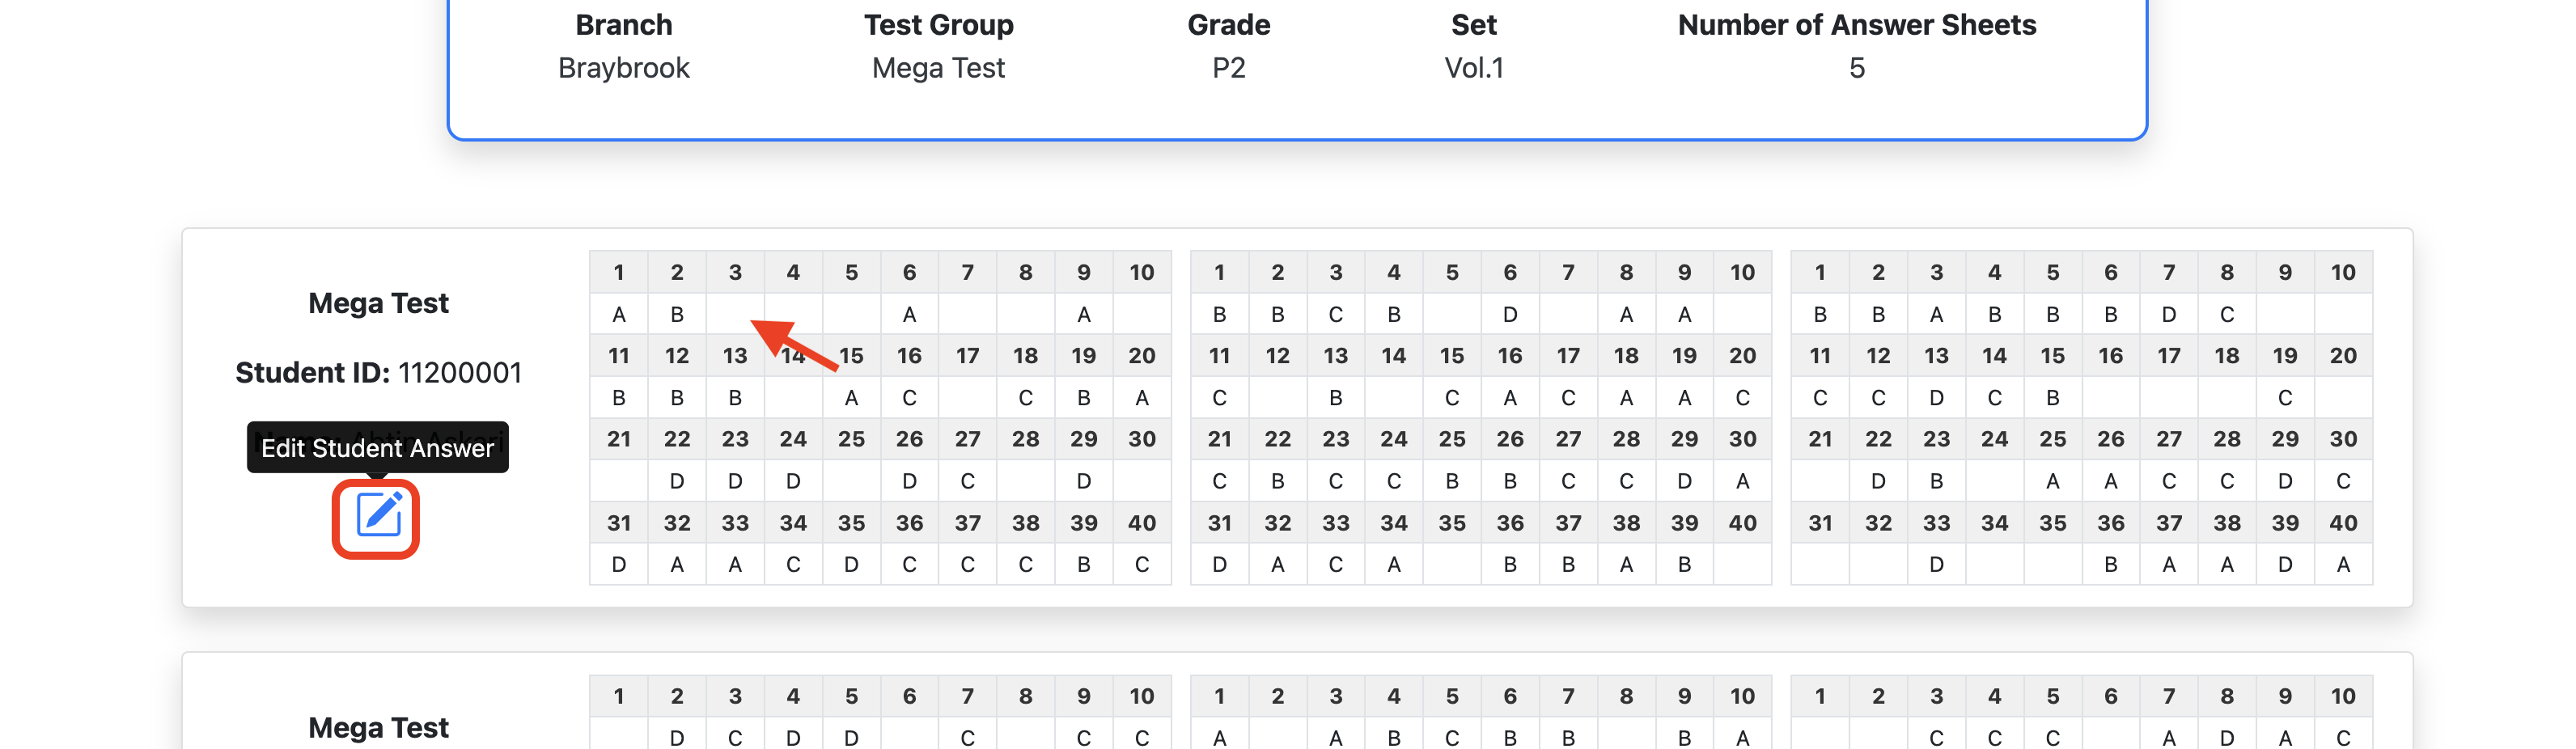 Branch Test Group Grade Set Number of Answer Sheets
Braybrook Mega Test P2 Vol.1 5
Mega Test
Student ID: 11200001
Edit Student Answer
1 2 3 4 5 6 7 8 9 10
A B A A
11 12 13 14 15 16 17 18 19 20
B B B A C C B A
21 22 23 24 25 26 27 28 29 30
D D D D C D
31 32 33 34 35 36 37 38 39 40
D A A C D C C C B C
1 2 3 4 5 6 7 8 9 10
B B C B D A A
11 12 13 14 15 16 17 18 19 20
C B C A C A A C
21 22 23 24 25 26 27 28 29 30
C B C C B B C C D A
31 32 33 34 35 36 37 38 39 40
D A C A B B A B
1 2 3 4 5 6 7 8 9 10
B B A B B B D C
11 12 13 14 15 16 17 18 19 20
C C D C B C
21 22 23 24 25 26 27 28 29 30
D B A A C C D C
31 32 33 34 35 36 37 38 39 40
D B A A D A
Mega Test
1 2 3 4 5 6 7 8 9 10
D C D D C C C
1 2 3 4 5 6 7 8 9 10
A A B C B B B A
1 2 3 4 5 6 7 8 9 10
C C C A D A C